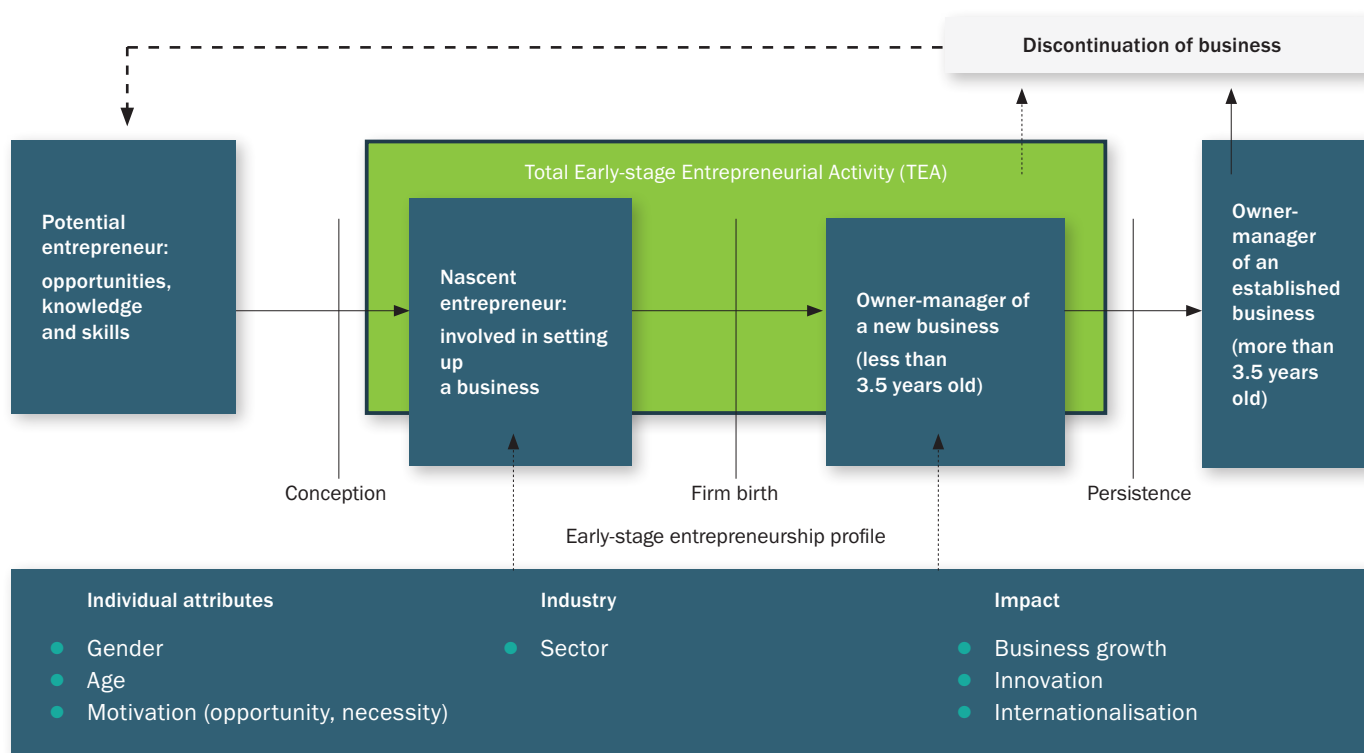 Discontinuation of business
Total Early-stage Entrepreneurial Activity (TEA)
Potential
entrepreneur:
opportunities,
knowledge
and skills
Nascent
entrepreneur:
involved in setting
up
a business
Owner-manager of
a new business
(less than
3.5 years old)
Owner-
manager
of an
established
business
(more than
3.5 years
old)
Conception
Firm birth
Persistence
Early-stage entrepreneurship profile
Individual attributes
Gender
Age
Motivation (opportunity, necessity)
Industry
Sector
Impact
Business growth
Innovation
Internationalisation